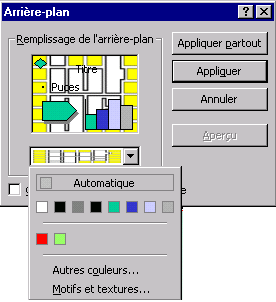 Arrière-plan
Remplissage de l'arrière-plan
Titre
• Puces
Appliquer partout
Appliquer
Annuler
Aperçu
Automatique
Autres couleurs...
Motifs et textures...